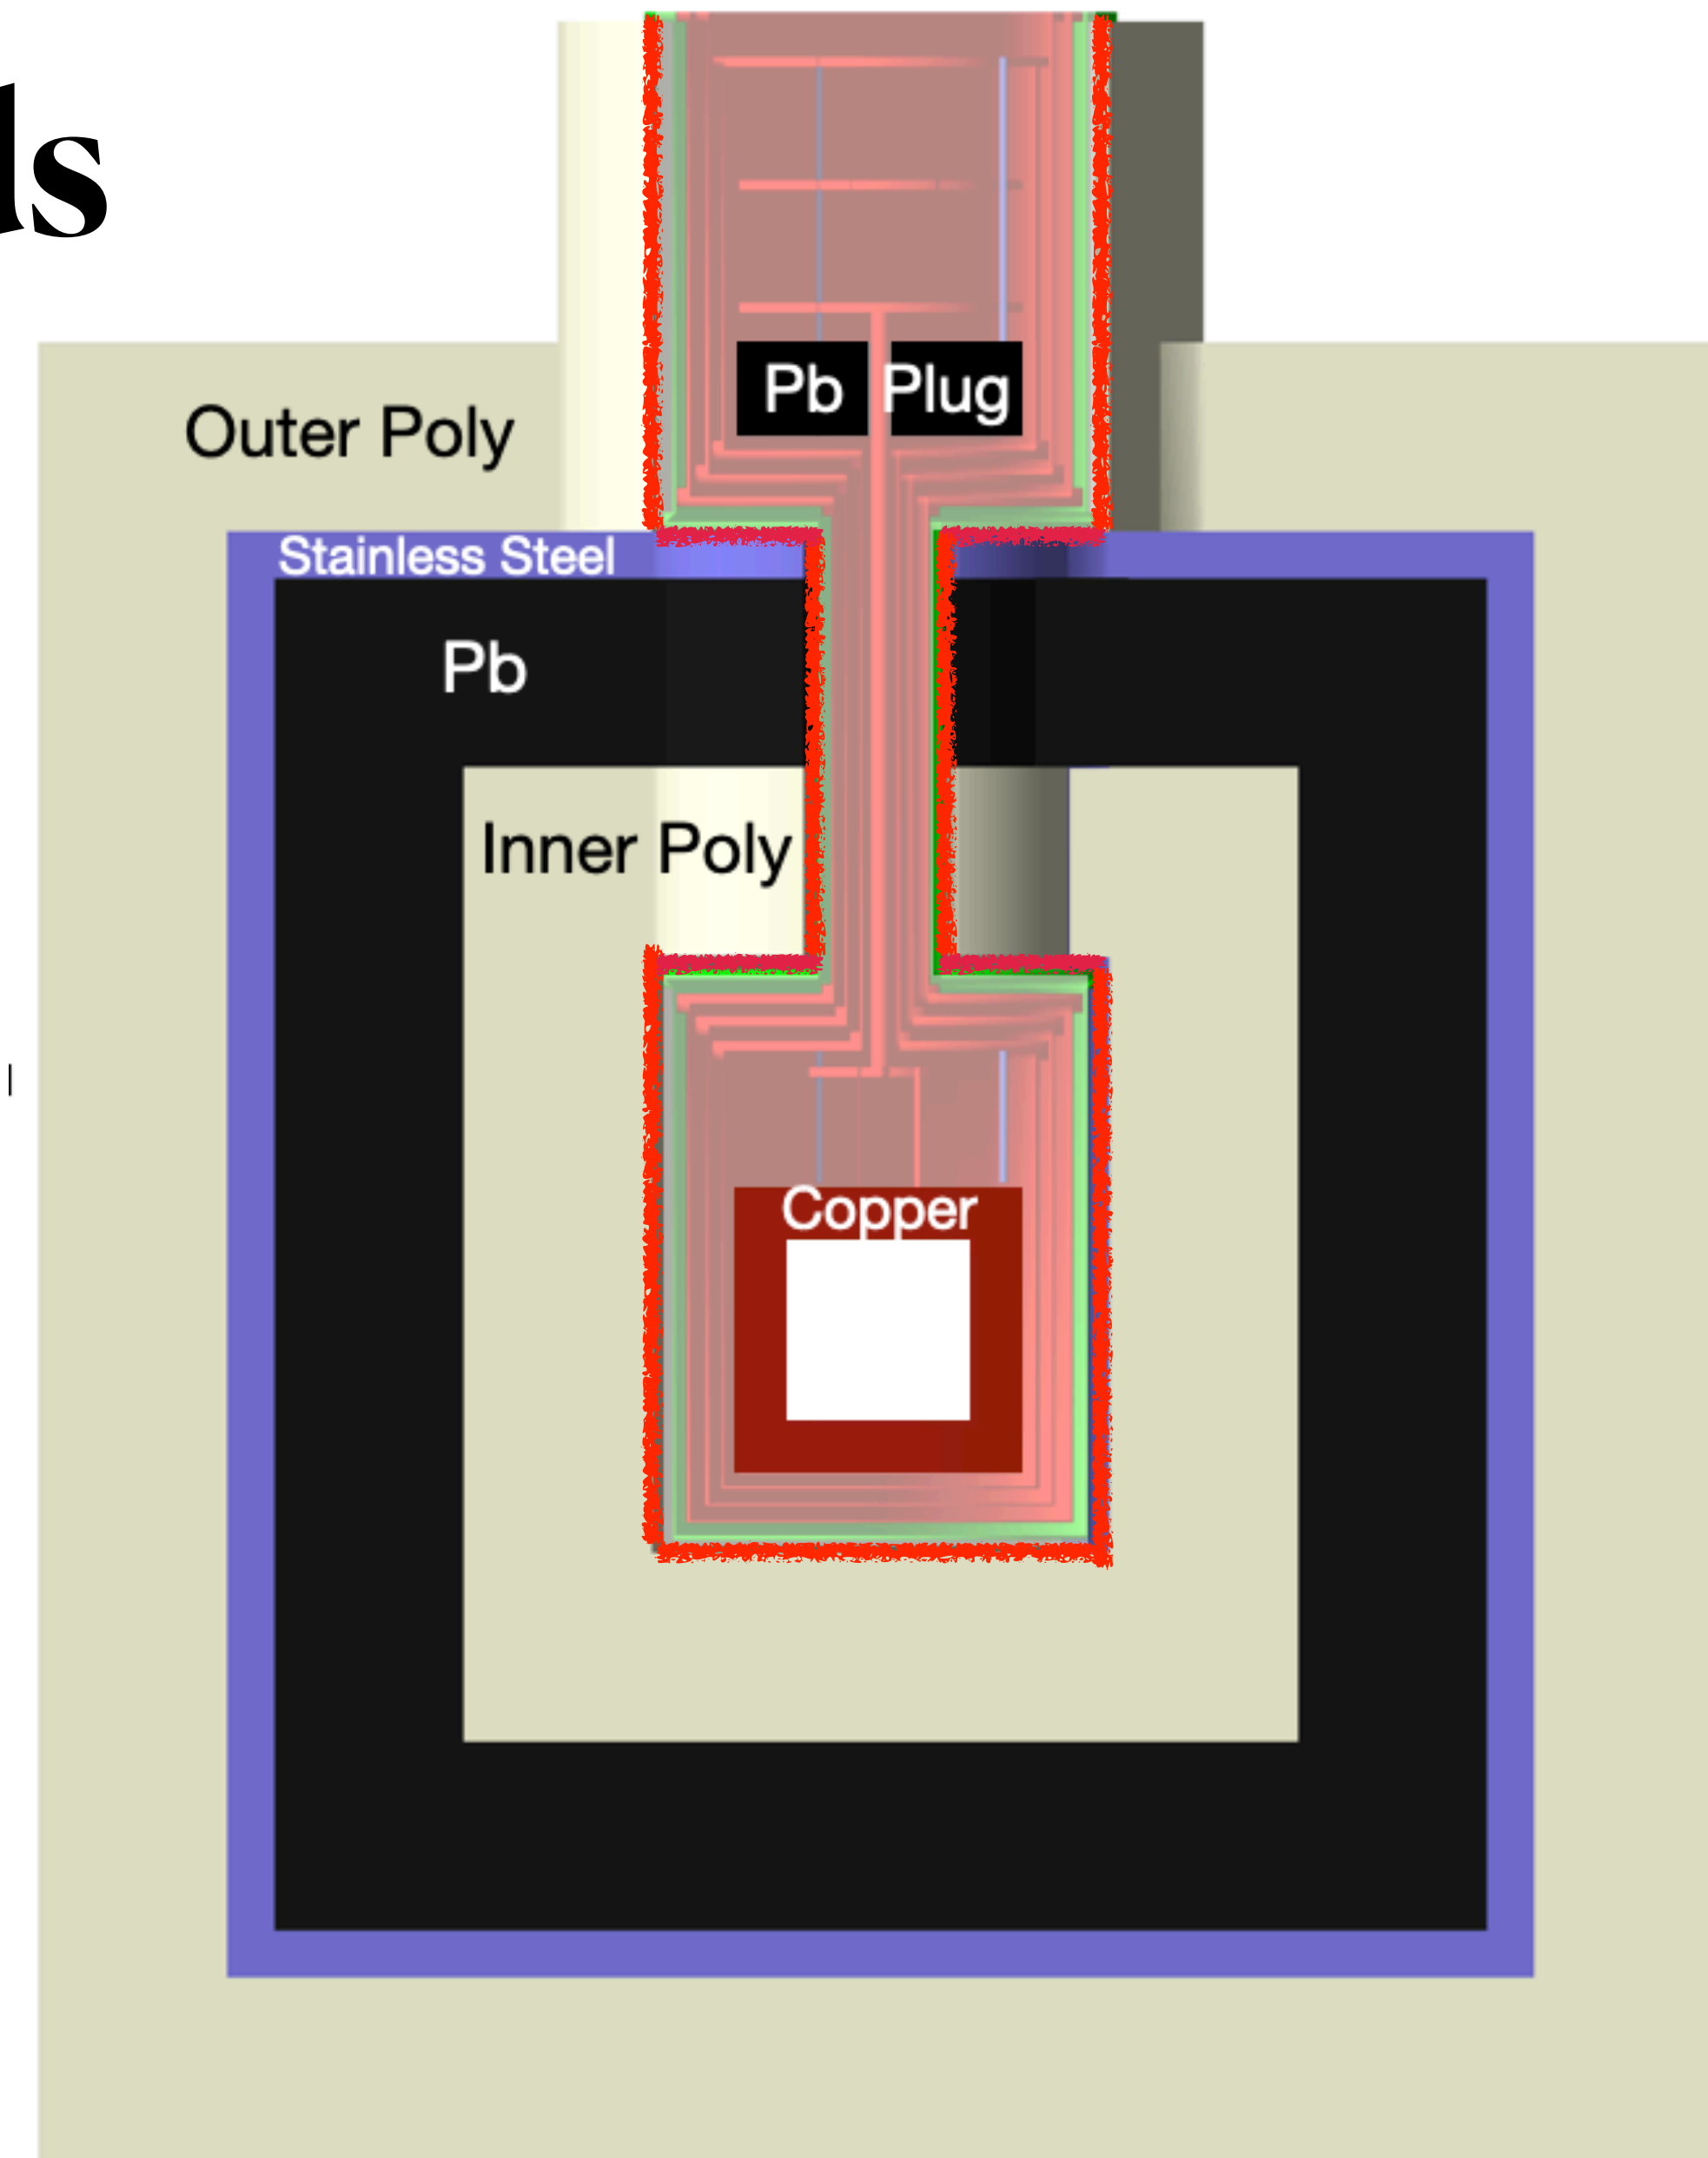 ls
Pb Plug
Outer Poly
Stainless Steel
Pb
Inner Poly
Copper